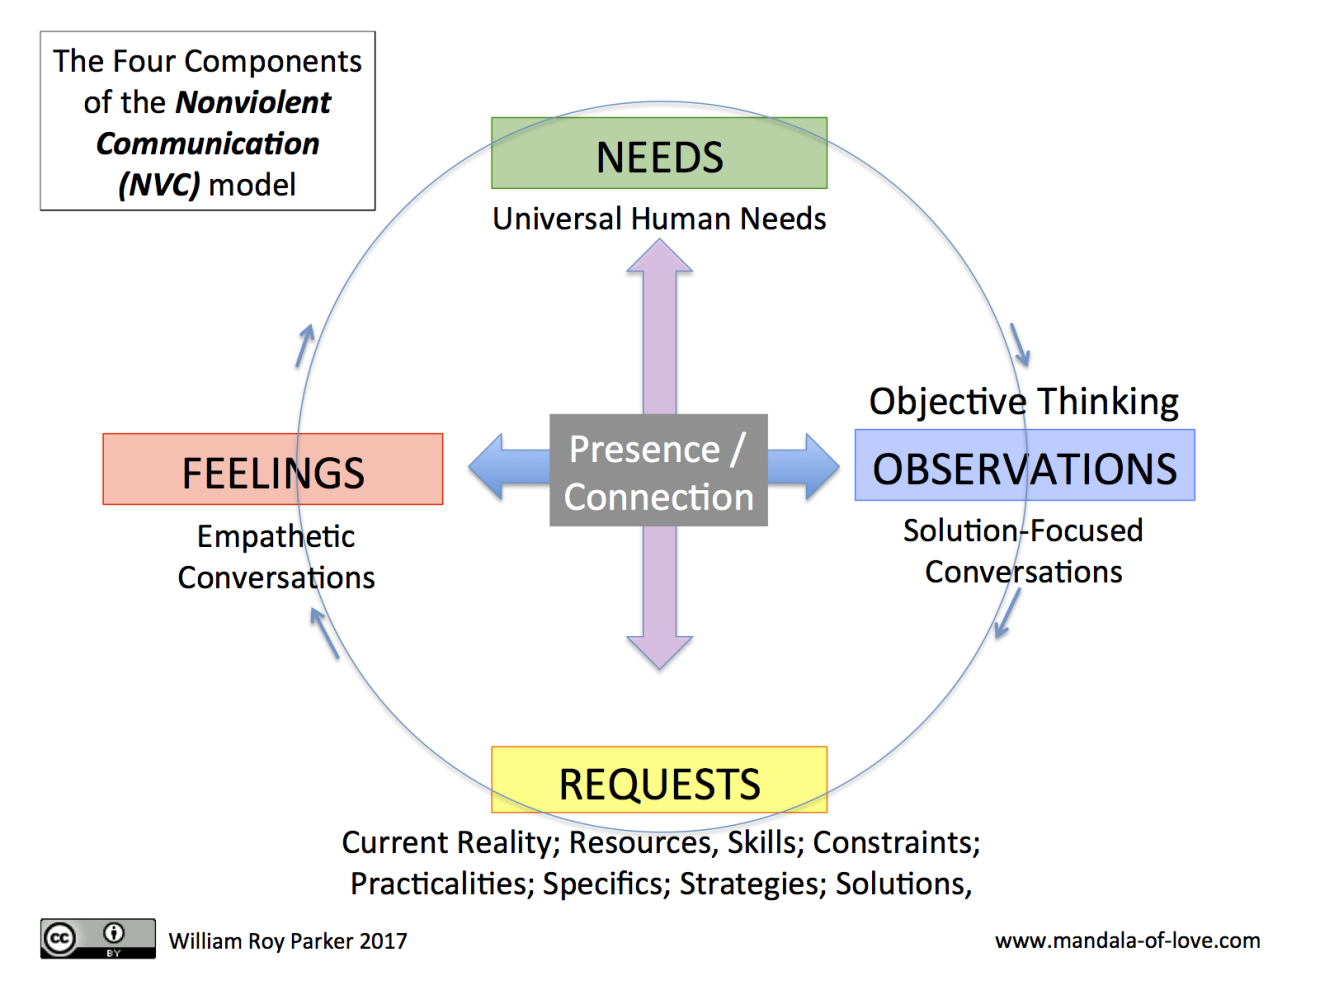 The Four Components
of the Nonviolent
Communication
(NVC) model
NEEDS
Universal Human Needs
Objective Thinking
OBSERVATIONS
Solution-Focused
Conversations
Presence /
Connection
FEELINGS
Empathetic
Conversations
REQUESTS
Current Reality; Resources, Skills; Constraints;
Practicalities; Specifics; Strategies; Solutions,
cc
BY
William Roy Parker 2017
www.mandala-of-love.com